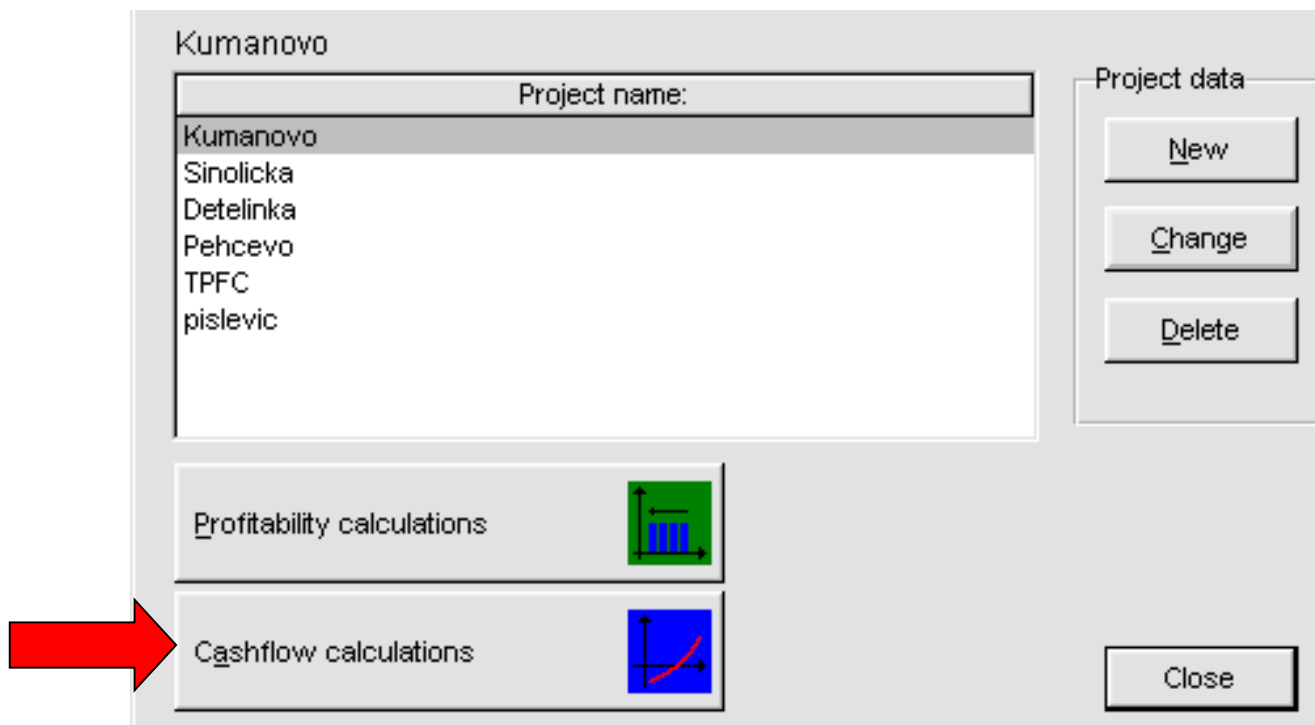 Kumanovo
Project name:
Kumanovo
Sinolicka
Detelinka
Pehcevo
TPFC
pislevic
Project data
New
Change
Delete
Profitability calculations
Cashflow calculations
Close